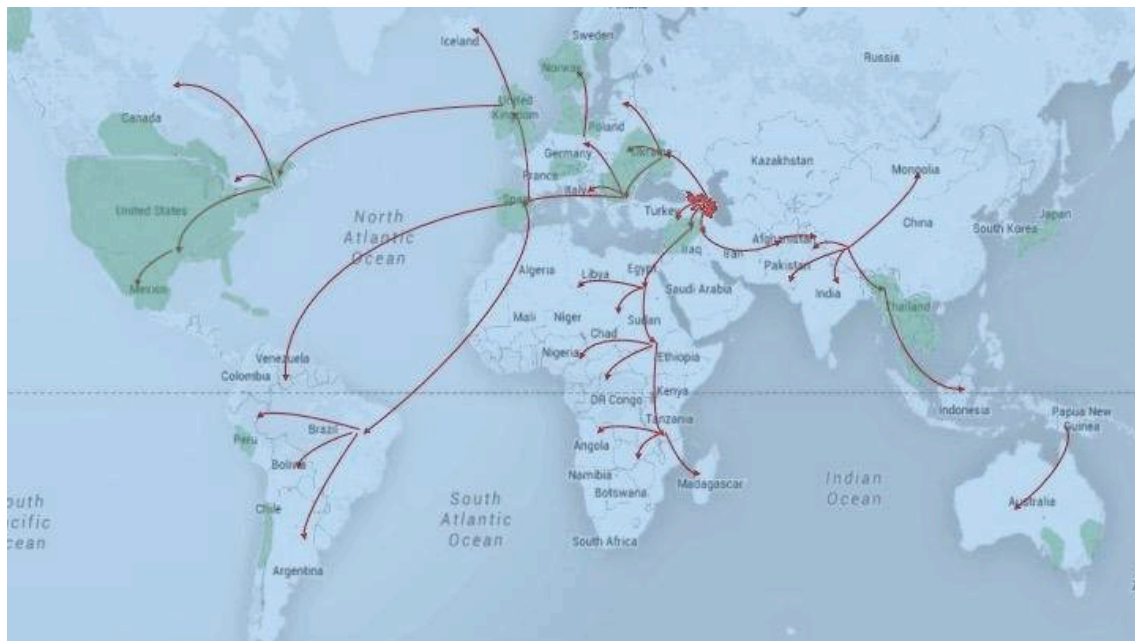 Iceland
Sweden
Norway
Russia
United
Kingdom
Canada
Poland
Germany
Ukraine
Kazakhstan
Mongolia
France
Italy
Spain
United States
North
Atlantic
Ocean
Turkey
China
Japan
South Korea
Afghanistan
Iraq
Iran
Pakistan
Algeria
Libya
Egypt
Saudi Arabia
India
Mexico
Thailand
Mali
Niger
Sudan
Chad
Nigeria
Ethiopia
Venezuela
Colombia
DR Congo
Kenya
Indonesia
Papua New
Guinea
Tanzania
Brazil
Peru
Angola
Bolivia
Namibia
Botswana
Madagascar
Indian
Ocean
South
Atlantic
Ocean
Chile
Australia
South Africa
Argentina
outh
cific
cean